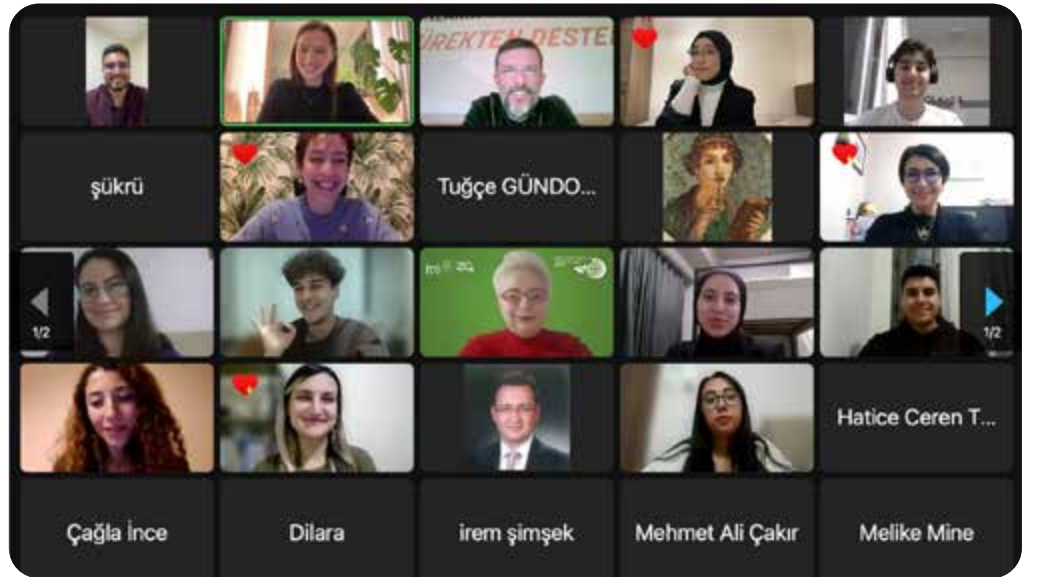 ÜREKTEN DESTE
şükrü
Tuğçe GÜNDO...
1/2
1/2
Hatice Ceren T...
Çağla İnce
Dilara
irem şimşek
Mehmet Ali Çakır
Melike Mine